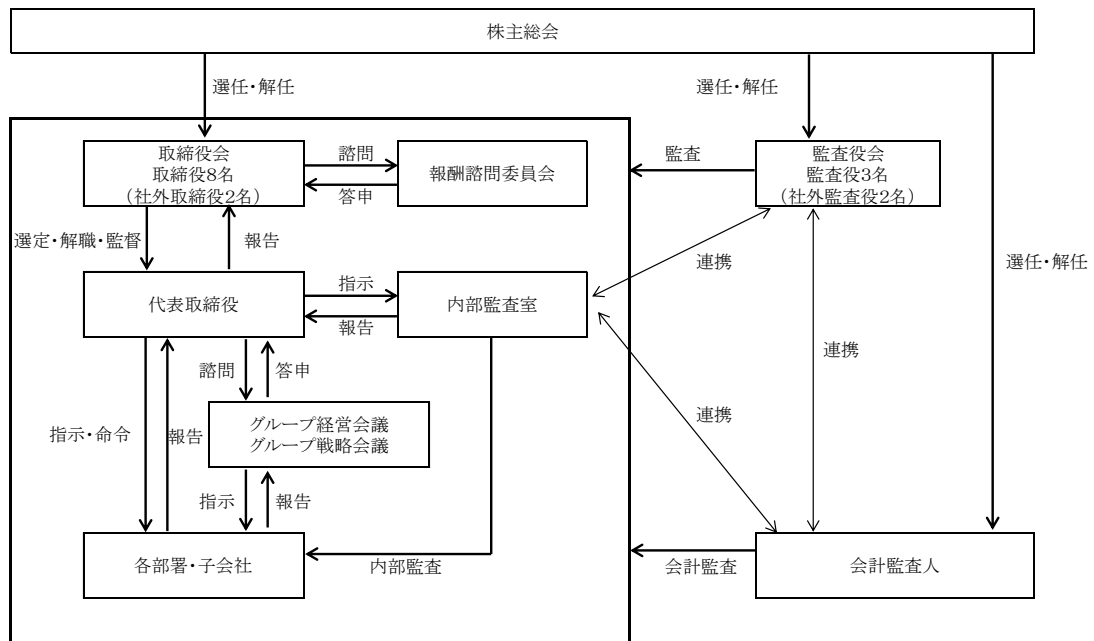 株主総会
選任・解任
選任・解任
取締役会
取締役8名
（社外取締役2名）
諮問
答申
報酬諮問委員会
監査
監査役会
監査役3名
（社外監査役2名）
選定・解職・監督
報告
連携
選任・解任
代表取締役
指示
報告
内部監査室
連携
諮問
答申
グループ経営会議
グループ戦略会議
連携
指示・命令
報告
指示
報告
各部署・子会社
内部監査
会計監査
会計監査人